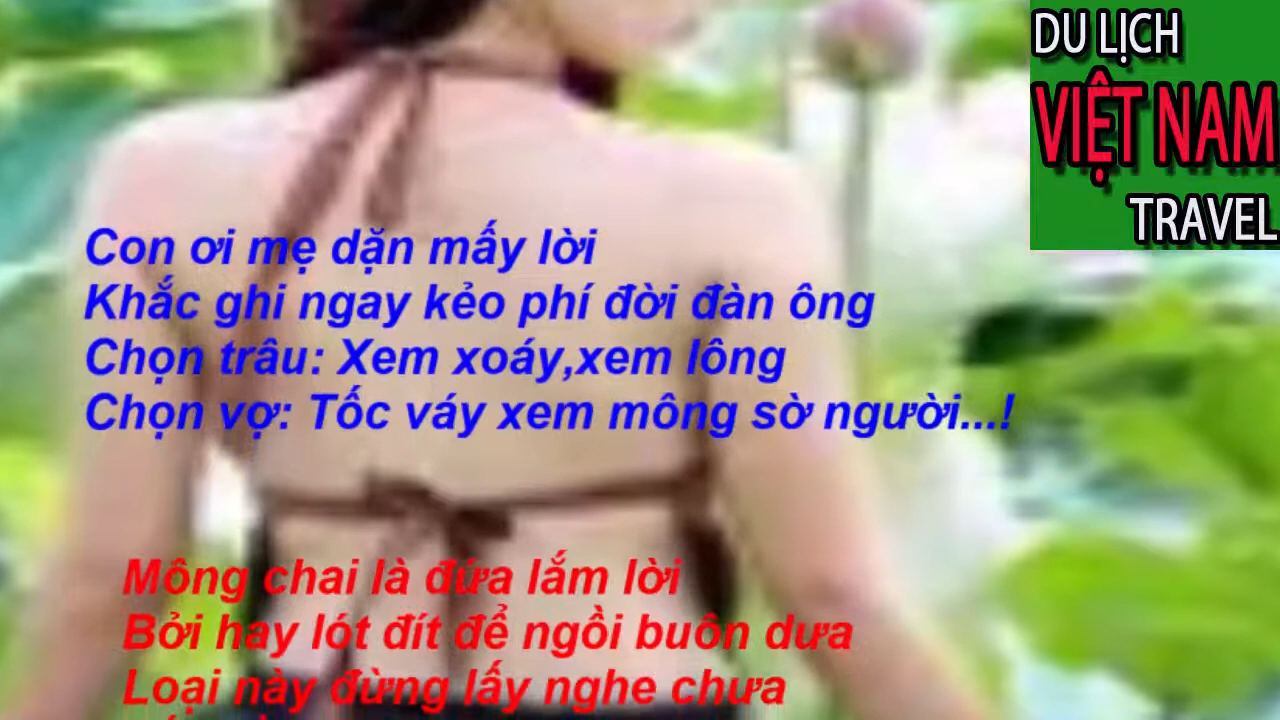 DU LỊCH
VIỆT NAM
TRAVEL
Con ơi mẹ dặn mấy lời
Khắc ghi ngay kẻo phí đời đàn ông
Chọn trâu: Xem xoáy,xem lông
Chọn vợ: Tốc váy xem mông sờ người...!
Mông chai là đứa lắm lời
Bởi hay lót đít để ngồi buôn dưa
Loại này đừng lấy nghe chưa